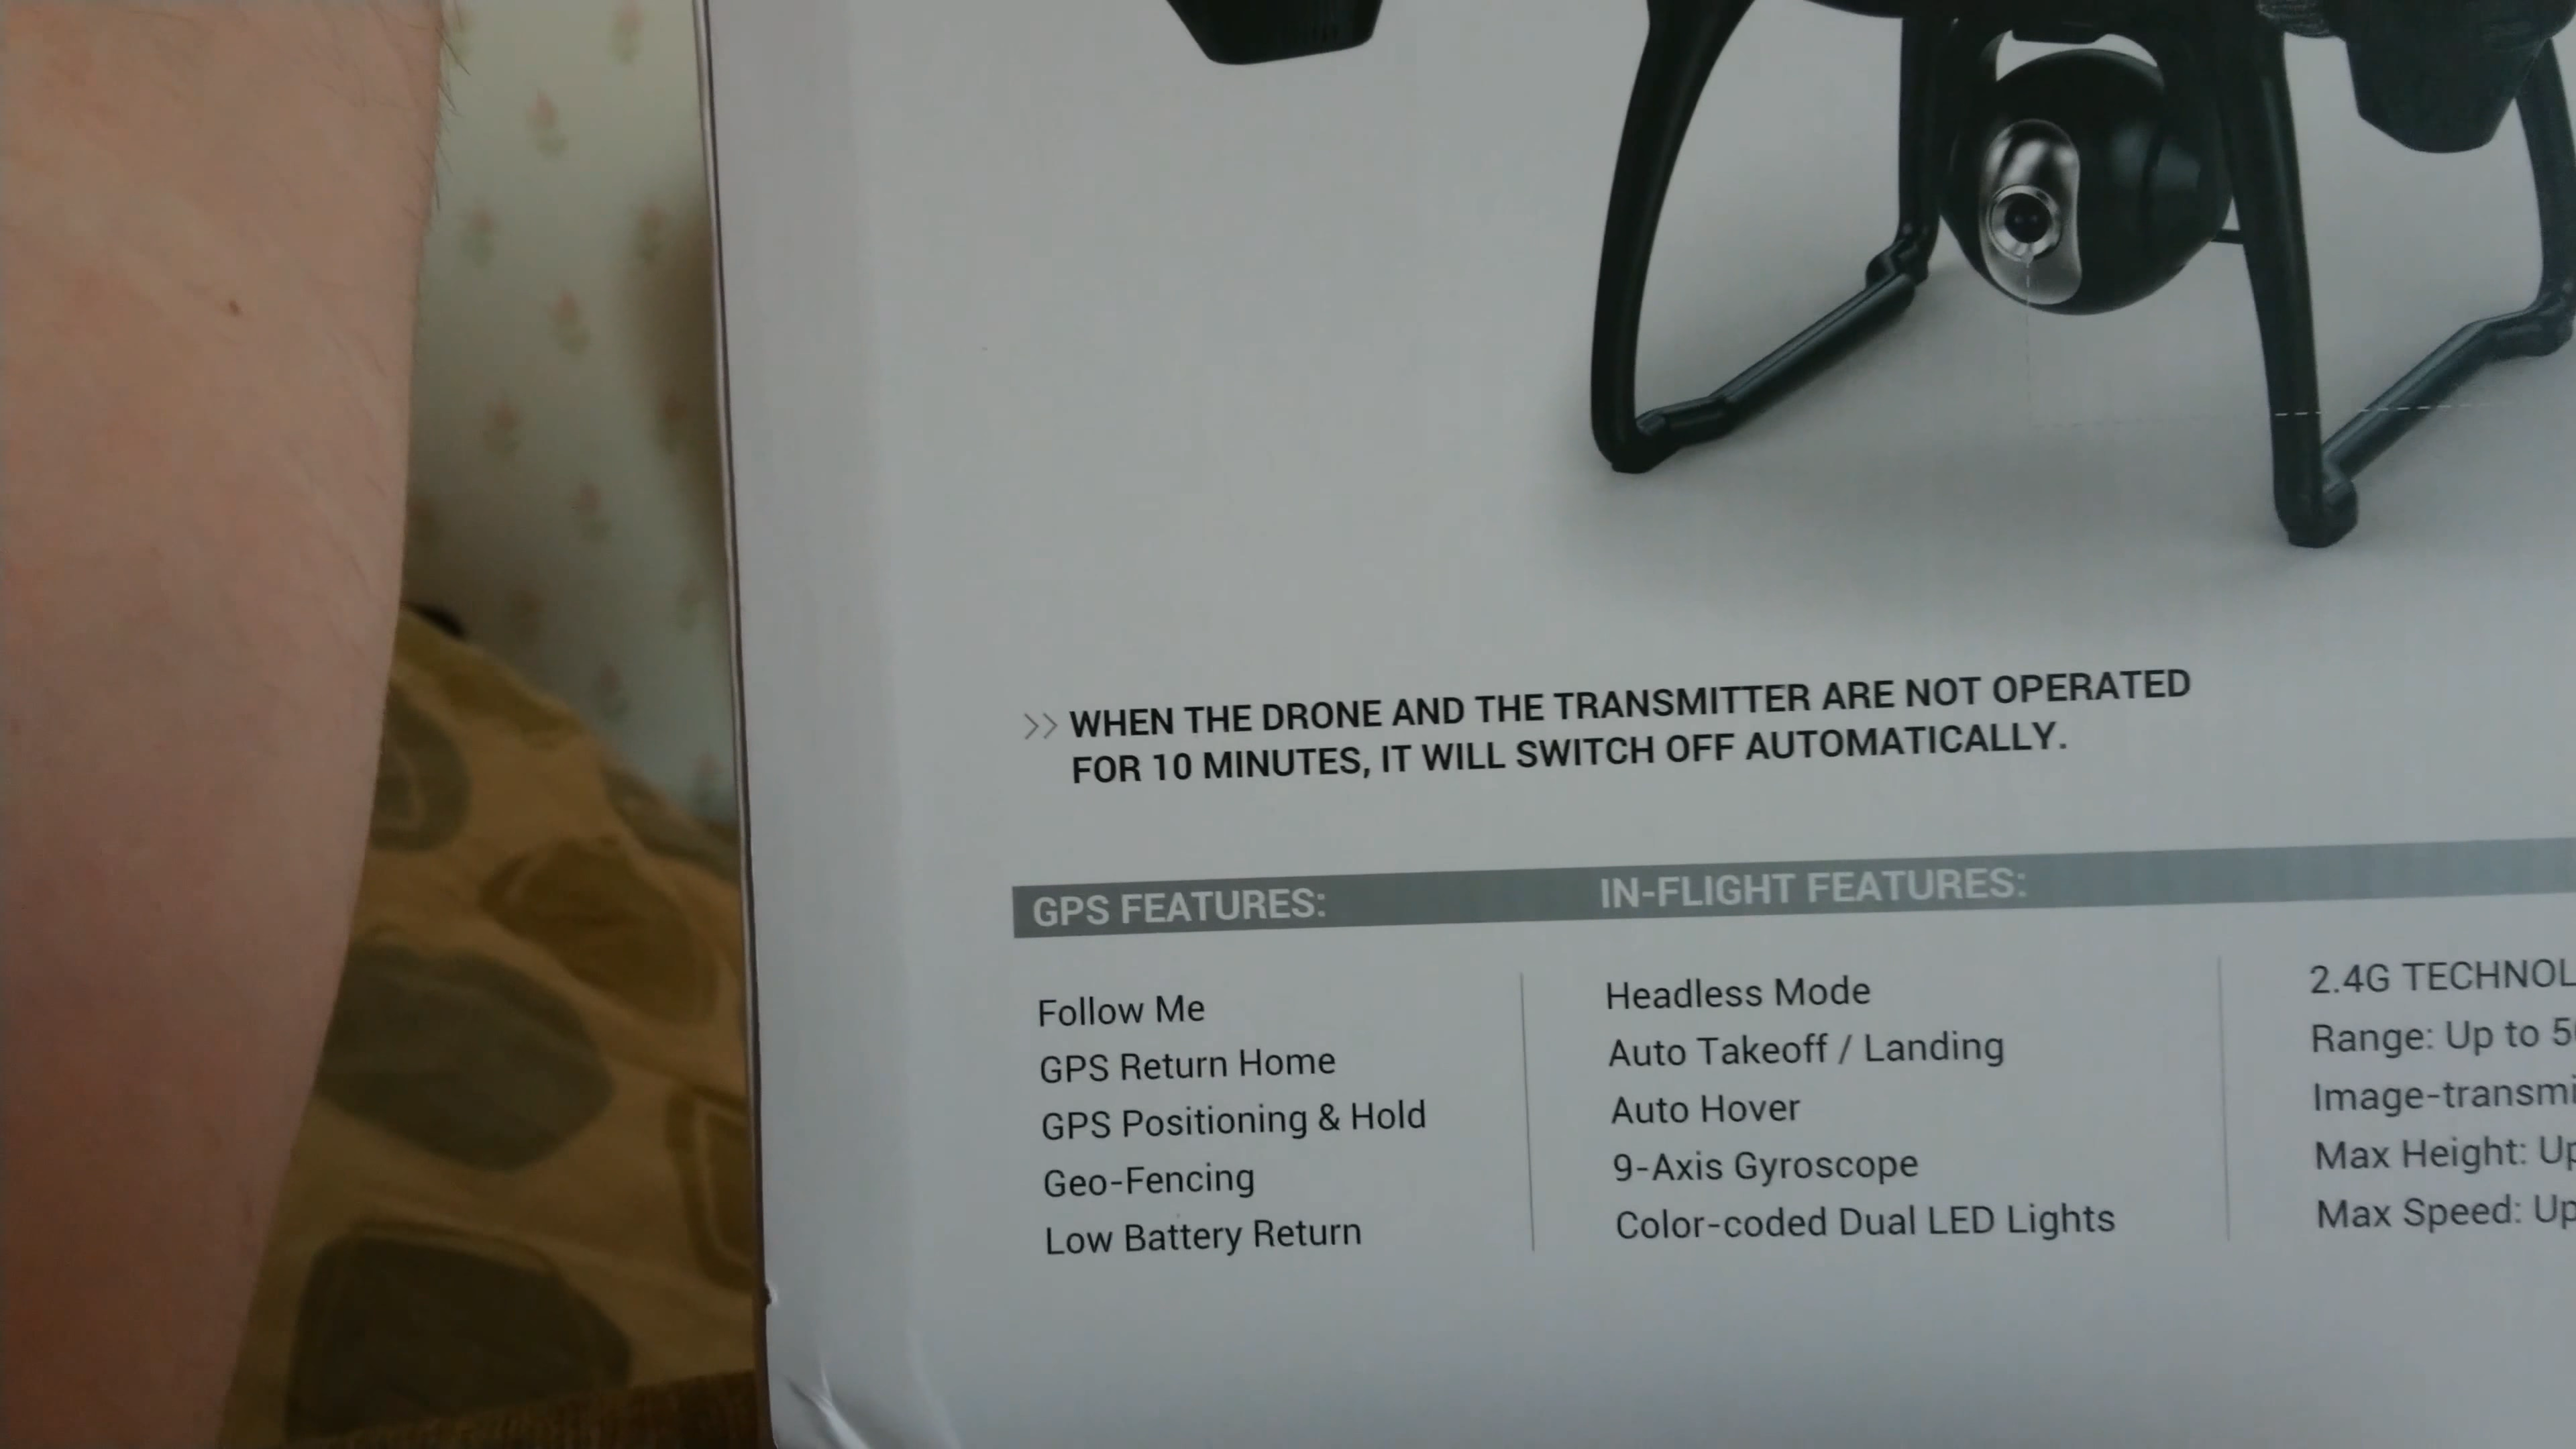 >> WHEN THE DRONE AND THE TRANSMITTER ARE NOT OPERATED
FOR 10 MINUTES, IT WILL SWITCH OFF AUTOMATICALLY.
GPS FEATURES:
Follow Me
GPS Return Home
GPS Positioning & Hold
Geo-Fencing
Low Battery Return
IN-FLIGHT FEATURES:
Headless Mode
Auto Takeoff / Landing
Auto Hover
9-Axis Gyroscope
Color-coded Dual LED Lights
2.4G
Range: Up to
Max Height:
Max Speed: